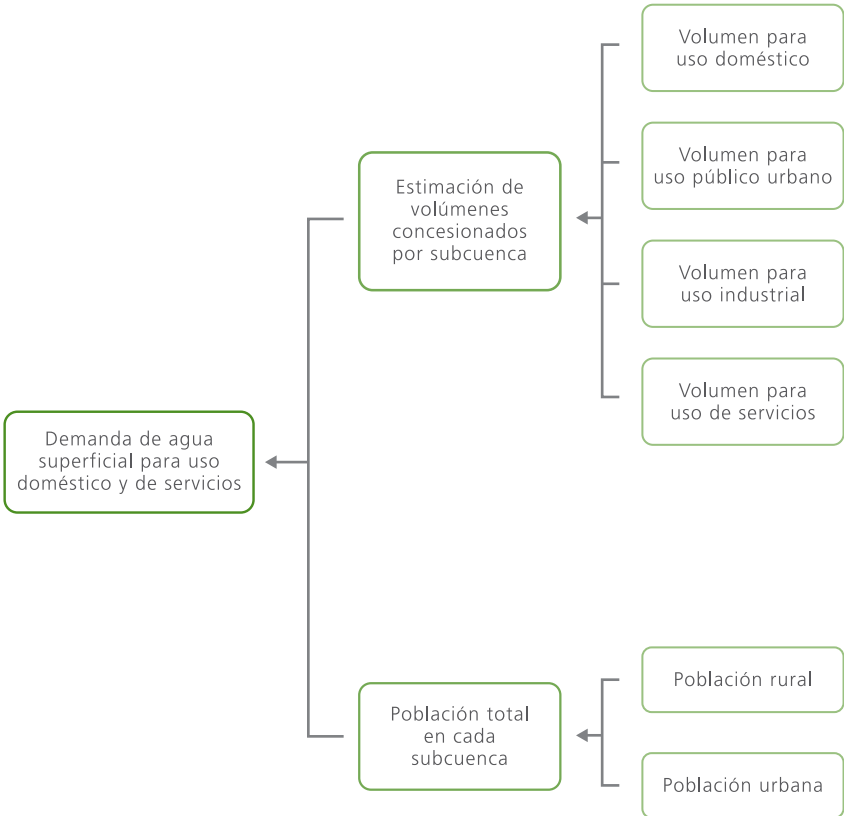 Volumen para
uso doméstico
Volumen para
uso público urbano
Estimación de
volúmenes
concesionados
por subcuenca
Volumen para
uso industrial
Volumen para
uso de servicios
Demanda de agua
superficial para uso
doméstico y de servicios
Población rural
Población total
en cada
subcuenca
Población urbana